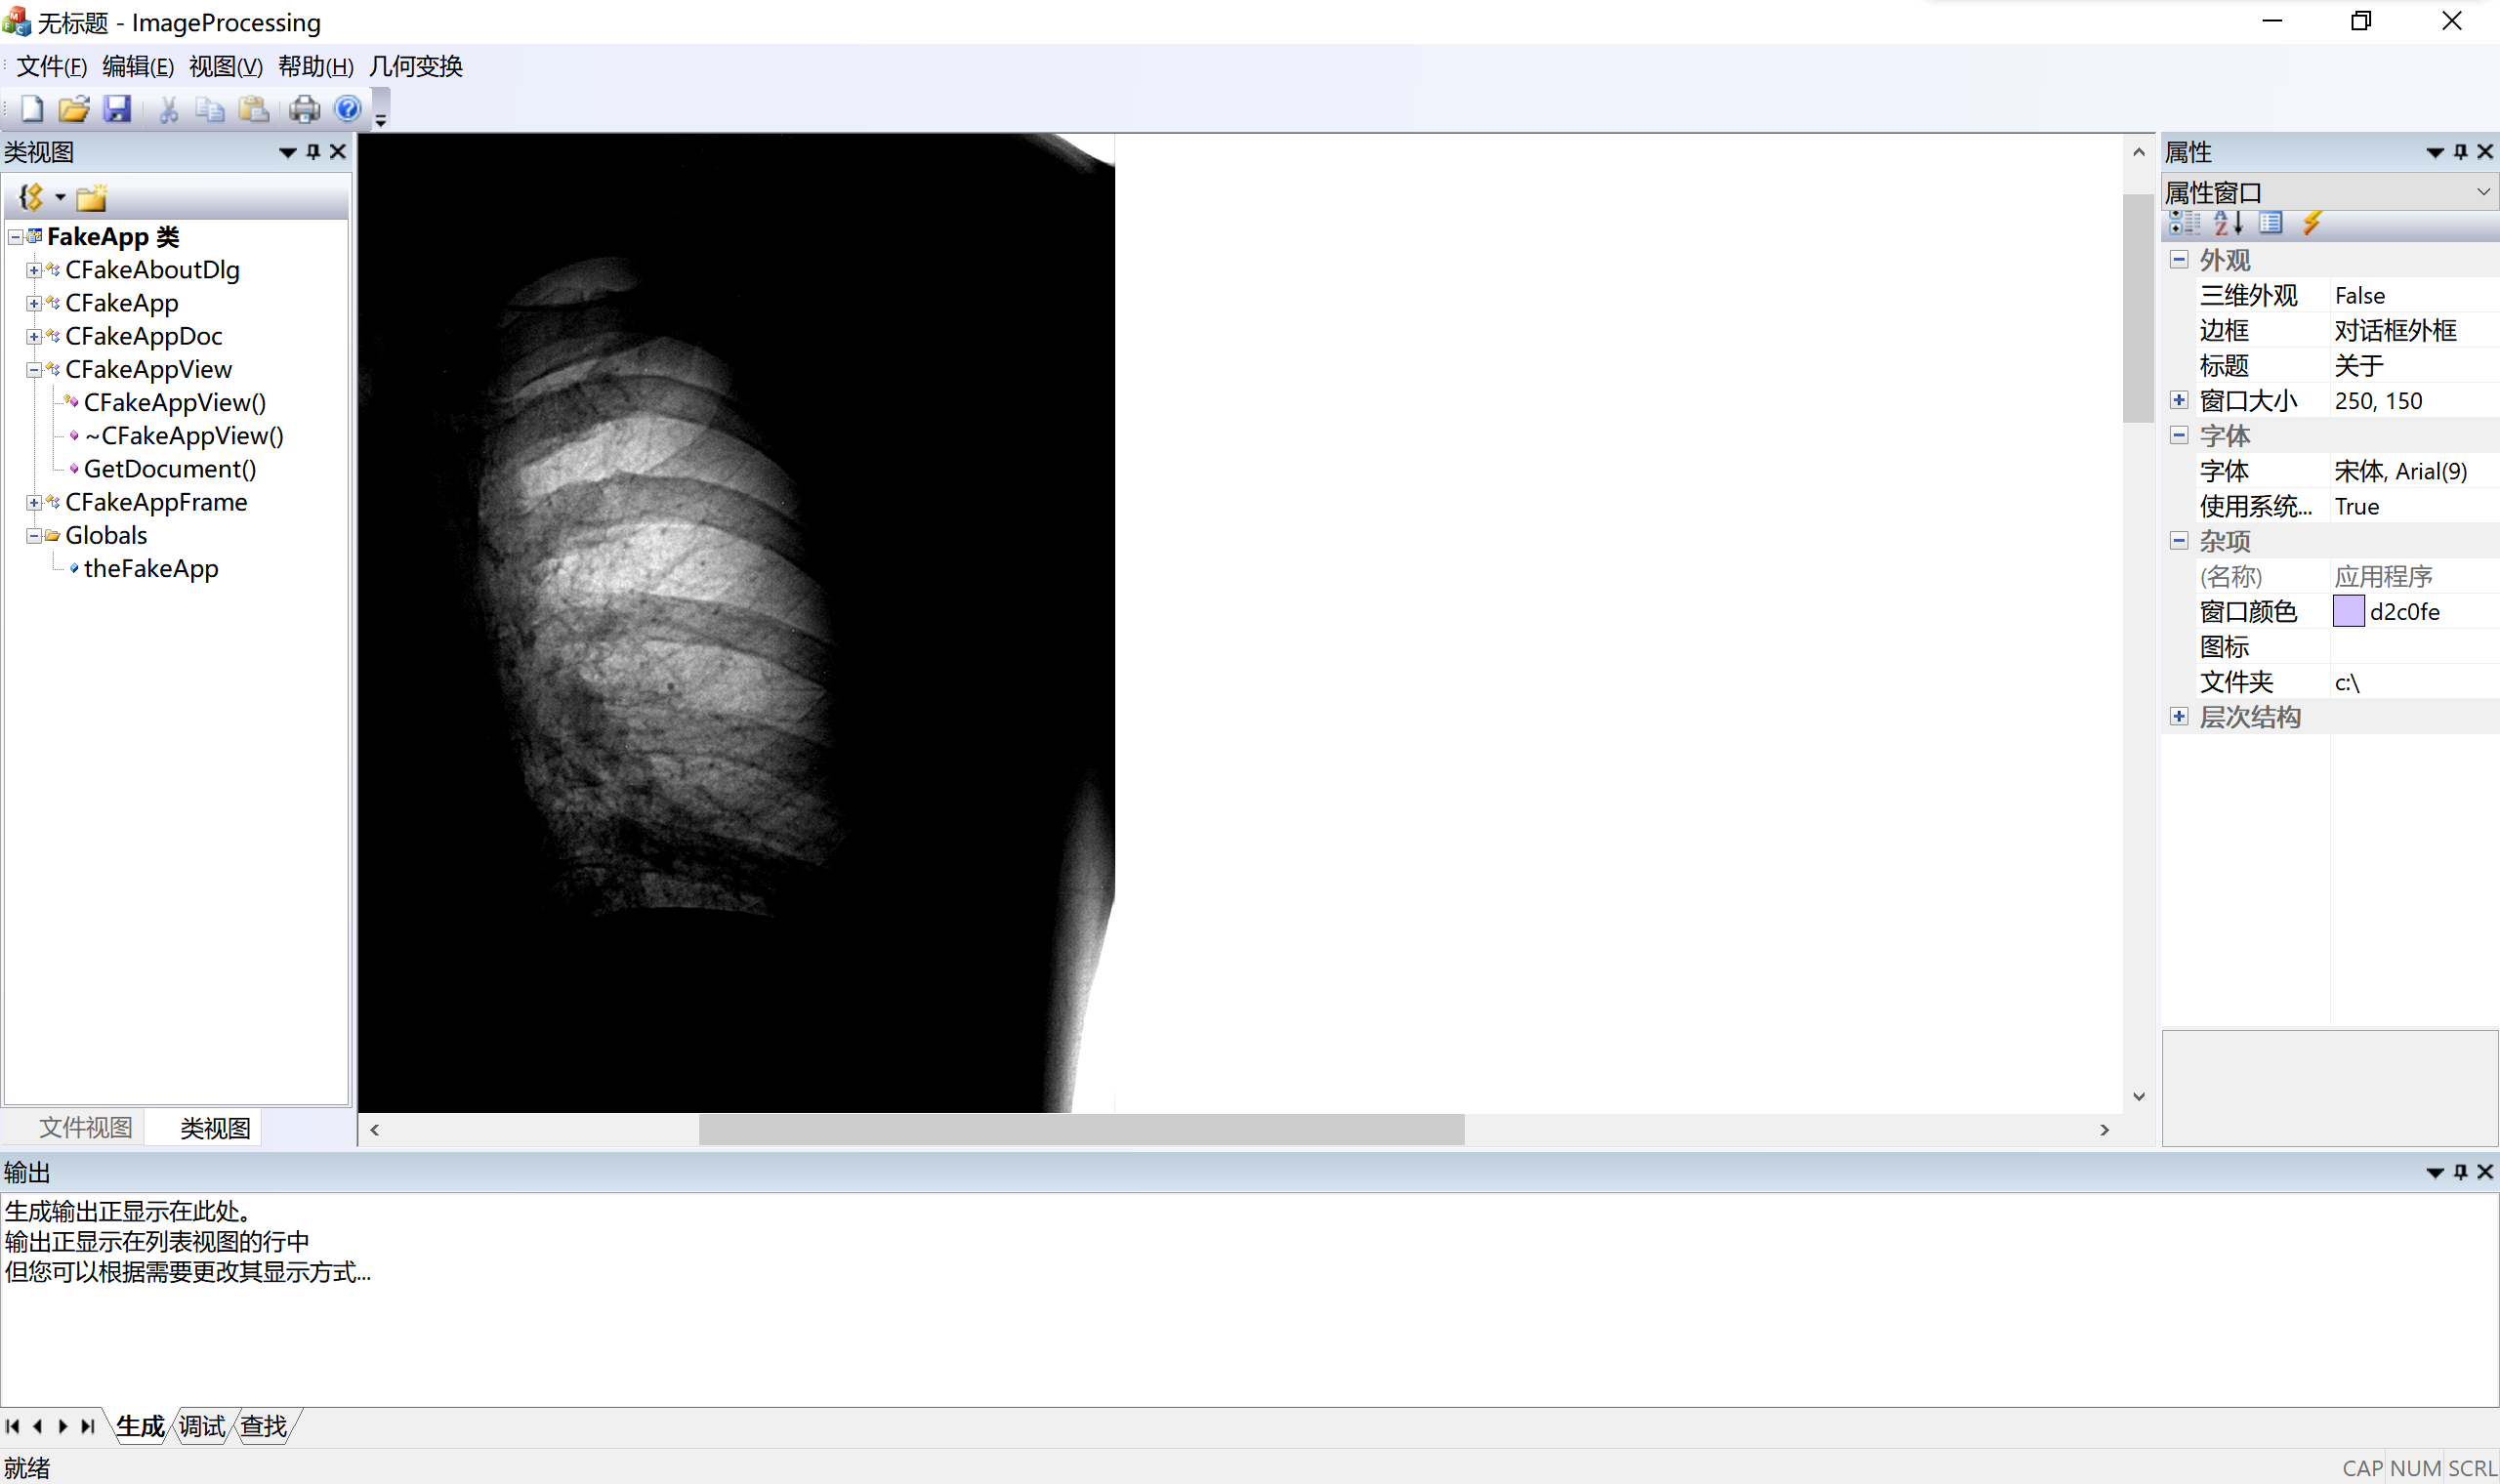 无标题 - ImageProcessing
文件(F) 编辑(E) 视图(V) 帮助(H) 几何变换
类视图
FakeApp 类
CFakeAboutDlg
CFakeApp
CFakeAppDoc
CFakeAppView
CFakeAppView()
~CFakeAppView()
GetDocument()
CFakeAppFrame
Globals
theFakeApp
文件视图 类视图
属性
属性窗口
外观
三维外观 False
边框 对话框外框
标题 关于
窗口大小 250, 150
字体
字体 宋体, Arial(9)
使用系统... True
杂项
(名称) 应用程序
窗口颜色 d2c0fe
图标
文件夹 c:\
层次结构
输出
生成输出正显示在此处。
输出正显示在列表视图的行中
但您可以根据需要更改其显示方式...
生成 调试 查找
就绪
CAP NUM SCRL